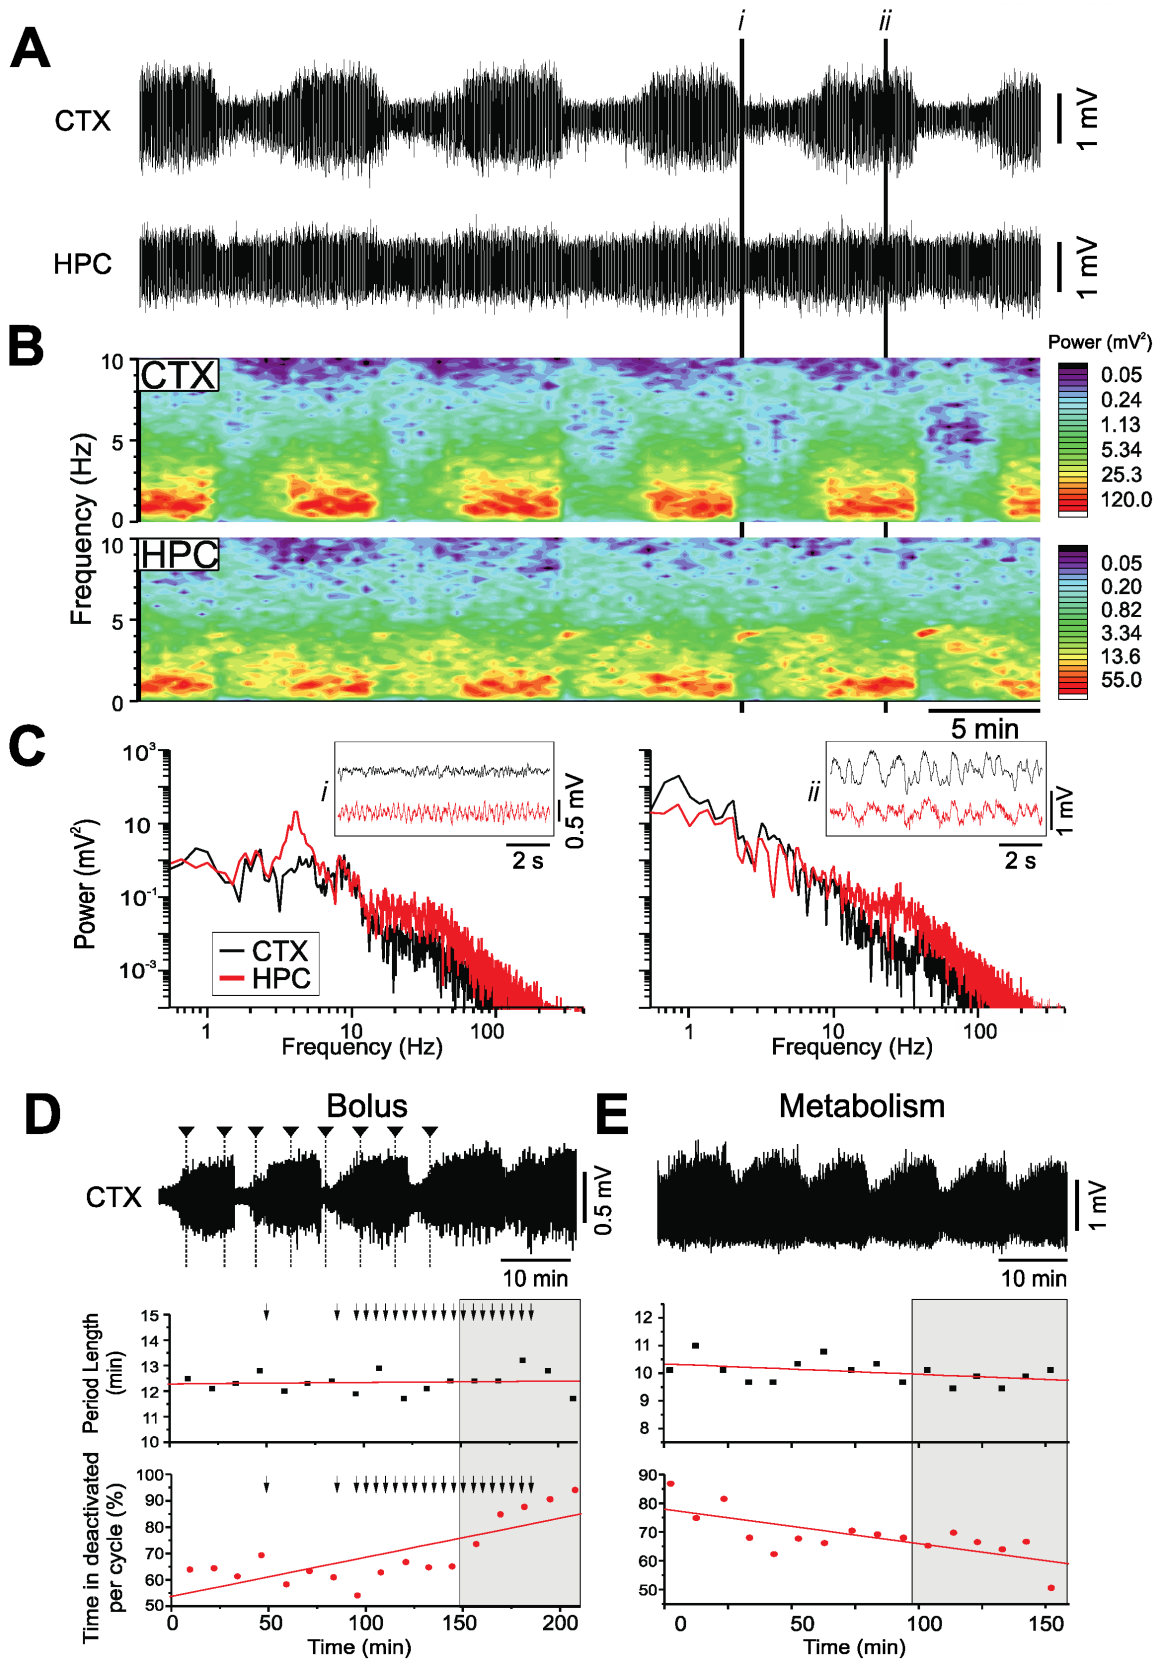 A
i
ii
CTX
1 mV
HPC
1 mV
B
Power (mV²)
10
CTX
5
0
0.05
0.24
1.13
5.34
25.3
120.0
Frequency (Hz)
10
HPC
5
0
0.05
0.20
0.82
3.34
13.6
55.0
5 min
C
10³
10
10⁻¹
10⁻³
Power (mV²)
i
0.5 mV
2 s
CTX
HPC
1
10
100
Frequency (Hz)
ii
1 mV
2 s
1
10
100
Frequency (Hz)
D
Bolus
CTX
0.5 mV
10 min
Period Length
(min)
15
14
13
12
11
10
0
50
100
150
200
Time in deactivated
per cycle (%)
100
90
80
70
60
50
0
50
100
150
200
Time (min)
E
Metabolism
1 mV
10 min
12
11
10
9
8
90
80
70
60
50
0
50
100
150
Time (min)